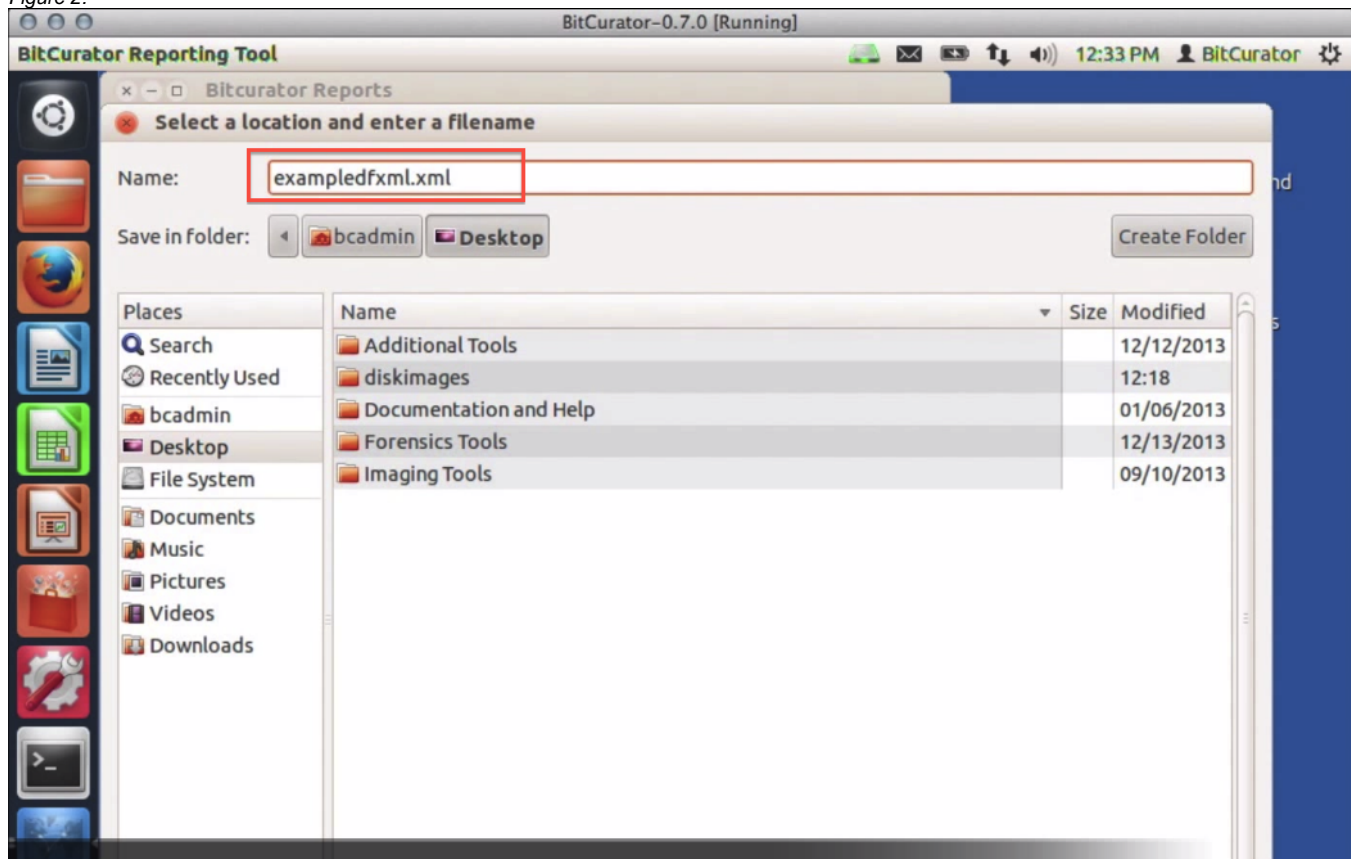 Figure 2:
BitCurator-0.7.0 [Running]
BitCurator Reporting Tool 12:33 PM BitCurator
Bitcurator Reports
Select a location and enter a filename
Name: exampledfxml.xml
Save in folder: bcadmin Desktop Create Folder
Places Name Size Modified
Search Additional Tools 12/12/2013
Recently Used diskimages 12:18
bcadmin Documentation and Help 01/06/2013
Desktop Forensics Tools 12/13/2013
File System Imaging Tools 09/10/2013
Documents
Music
Pictures
Videos
Downloads